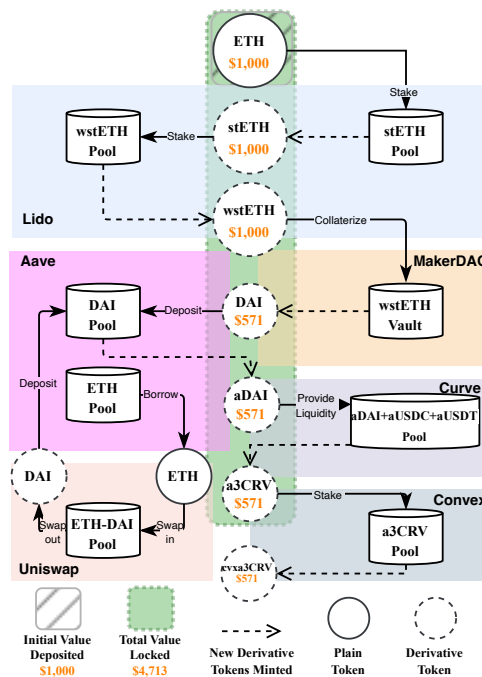 ETH
$1,000
Stake
wstETH
Pool
Stake
stETH
$1,000
stETH
Pool
wstETH
$1,000
Collaterize
Lido
Aave
MakerDAO
DAI
Pool
Deposit
DAI
$571
wstETH
Vault
Deposit
ETH
Pool
Borrow
aDAI
$571
Provide
Liquidity
Curve
aDAI+aUSDC+aUSDT
Pool
DAI
ETH
a3CRV
$571
Stake
Convex
Swap
out
ETH-DAI
Pool
Swap
in
a3CRV
Pool
Uniswap
cvxa3CRV
$571
Initial Value
Deposited
$1,000
Total Value
Locked
$4,713
New Derivative
Tokens Minted
Plain
Token
Derivative
Token